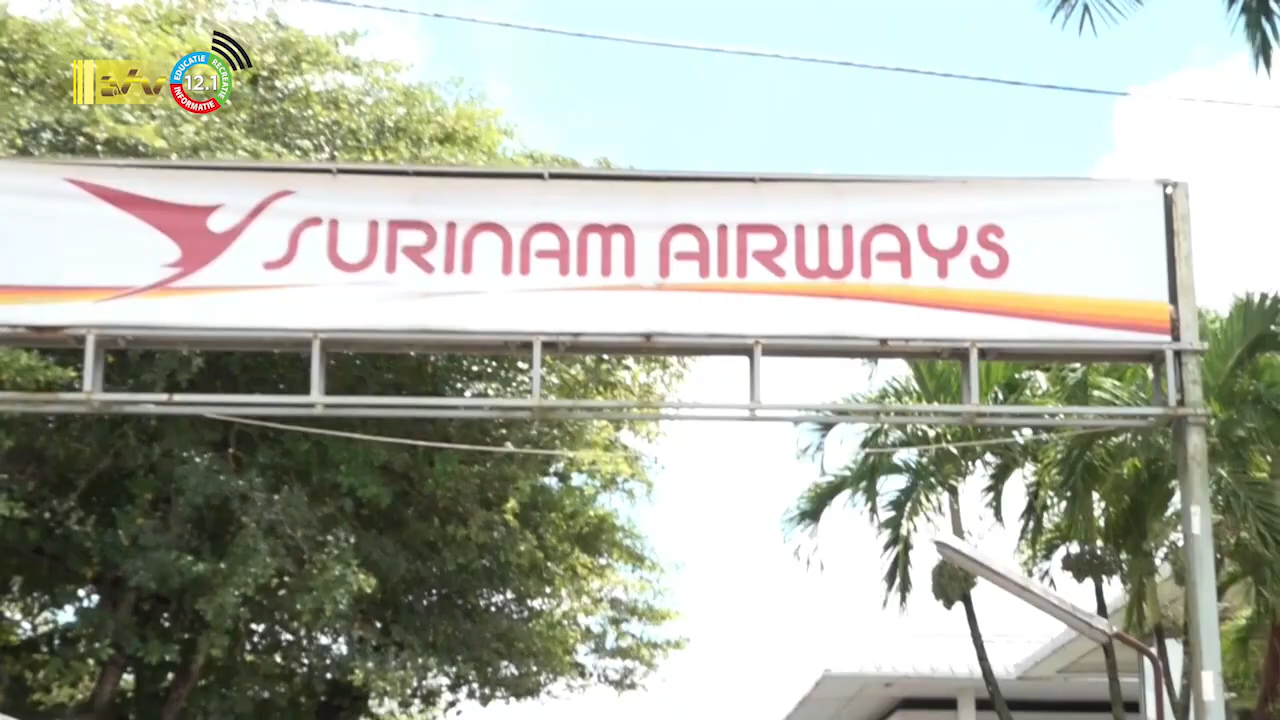 EDUCATIE
RECREATIE
12.1
INFORMATIE
SURINAM AIRWAYS